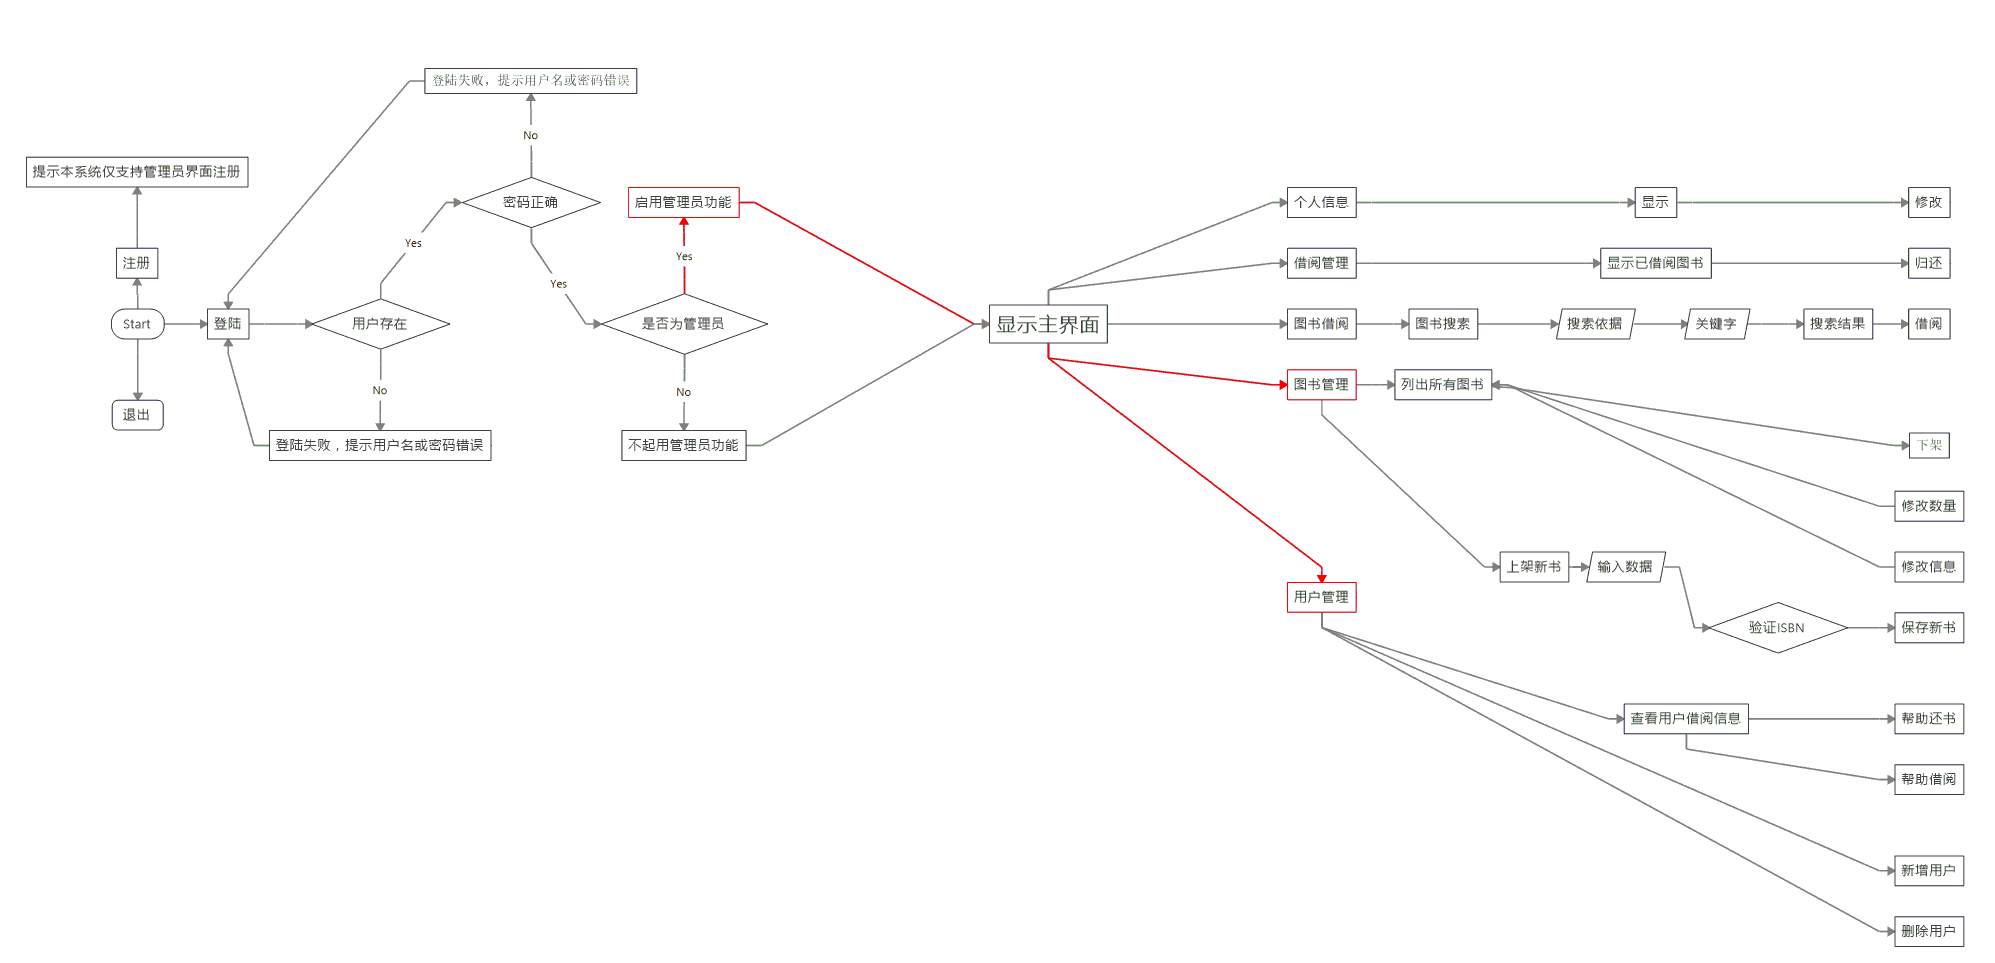 登陆失败，提示用户名或密码错误
No
提示本系统仅支持管理员界面注册
密码正确
启用管理员功能
个人信息
显示
修改
Yes
Yes
注册
Yes
借阅管理
显示已借阅图书
归还
Start
登陆
用户存在
是否为管理员
显示主界面
图书借阅
图书搜索
搜索依据
关键字
搜索结果
借阅
No
No
图书管理
列出所有图书
退出
登陆失败，提示用户名或密码错误
不起用管理员功能
下架
修改数量
上架新书
输入数据
修改信息
用户管理
验证ISBN
保存新书
查看用户借阅信息
帮助还书
帮助借阅
新增用户
删除用户